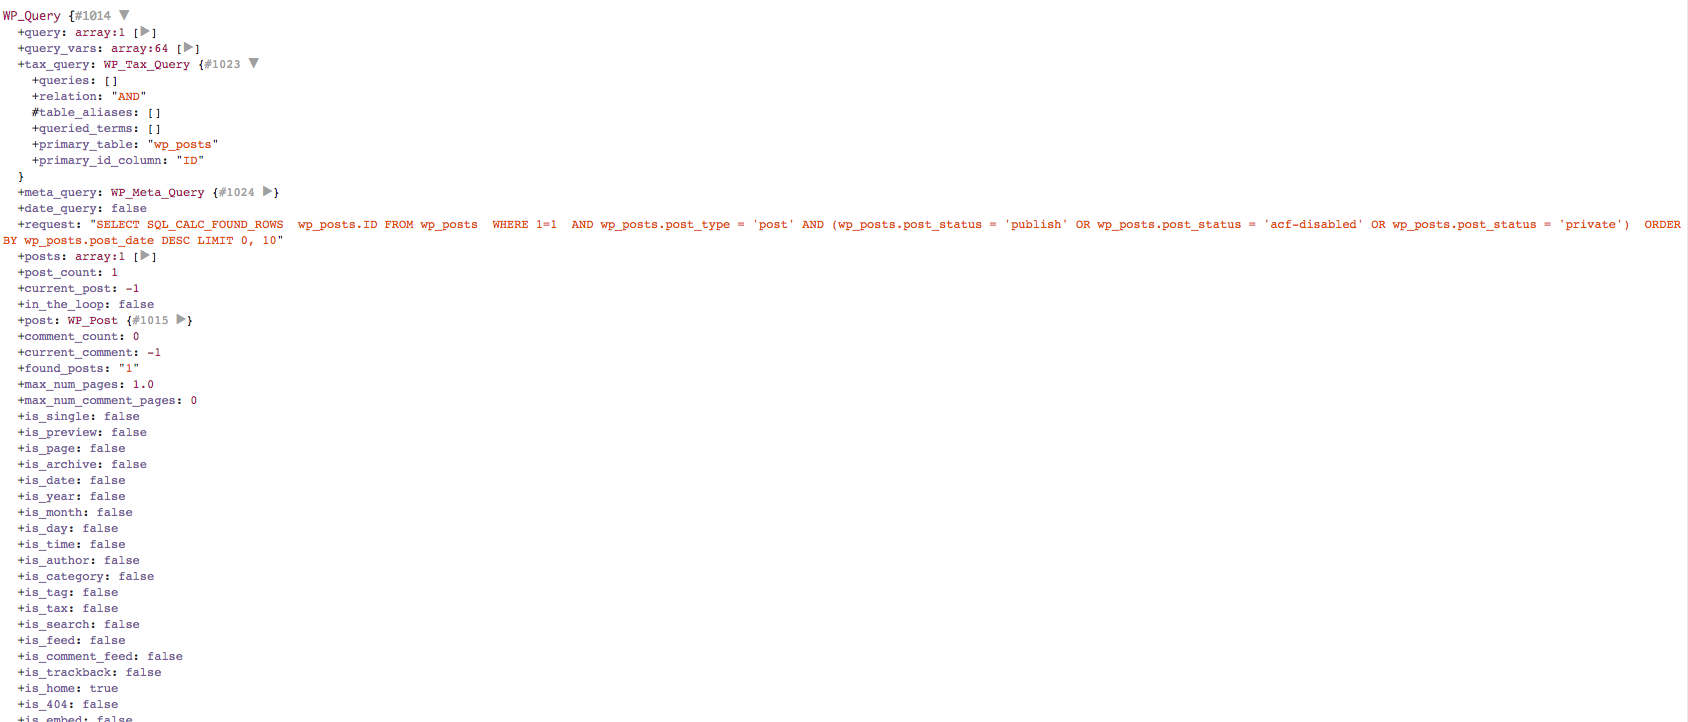 WP_Query {#1014 ▼
+query: array:1 [▶]
+query_vars: array:64 [▶]
+tax_query: WP_Tax_Query {#1023 ▼
+queries: []
+relation: "AND"
#table_aliases: []
+queried_terms: []
+primary_table: "wp_posts"
+primary_id_column: "ID"
}
+meta_query: WP_Meta_Query {#1024 ▶}
+date_query: false
+request: "SELECT SQL_CALC_FOUND_ROWS  wp_posts.ID FROM wp_posts  WHERE 1=1  AND wp_posts.post_type = 'post' AND (wp_posts.post_status = 'publish' OR wp_posts.post_status = 'acf-disabled' OR wp_posts.post_status = 'private')  ORDER
BY wp_posts.post_date DESC LIMIT 0, 10"
+posts: array:1 [▶]
+post_count: 1
+current_post: -1
+in_the_loop: false
+post: WP_Post {#1015 ▶}
+comment_count: 0
+current_comment: -1
+found_posts: "1"
+max_num_pages: 1.0
+max_num_comment_pages: 0
+is_single: false
+is_preview: false
+is_page: false
+is_archive: false
+is_date: false
+is_year: false
+is_month: false
+is_day: false
+is_time: false
+is_author: false
+is_category: false
+is_tag: false
+is_tax: false
+is_search: false
+is_feed: false
+is_comment_feed: false
+is_trackback: false
+is_home: true
+is_404: false
+is_embed: false